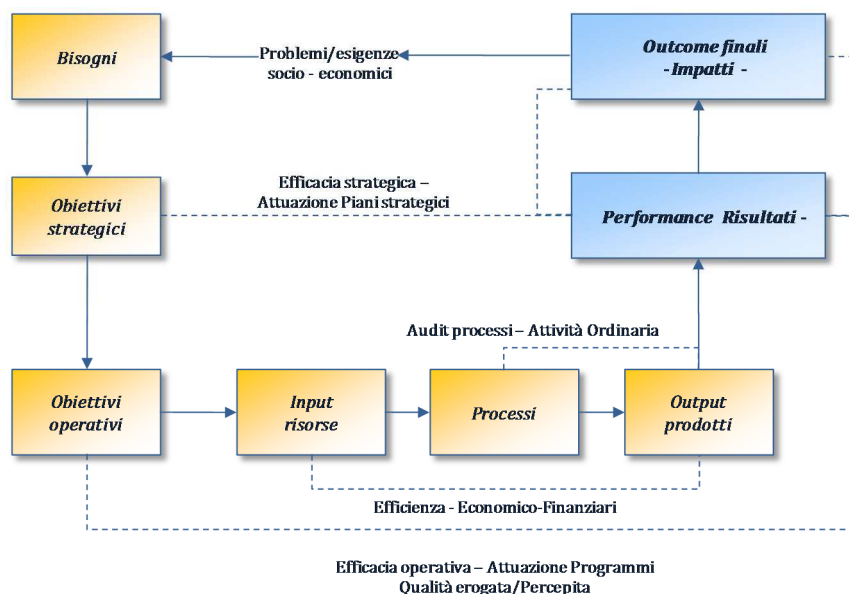 Bisogni
Problemi/esigenze
socio - economici
Outcome finali
- Impatti -
Obiettivi
strategici
Efficacia strategica –
Attuazione Piani strategici
Performance Risultati -
Audit processi – Attività Ordinaria
Obiettivi
operativi
Input
risorse
Processi
Output
prodotti
Efficienza - Economico-Finanziari
Efficacia operativa – Attuazione Programmi
Qualità erogata/Percepita